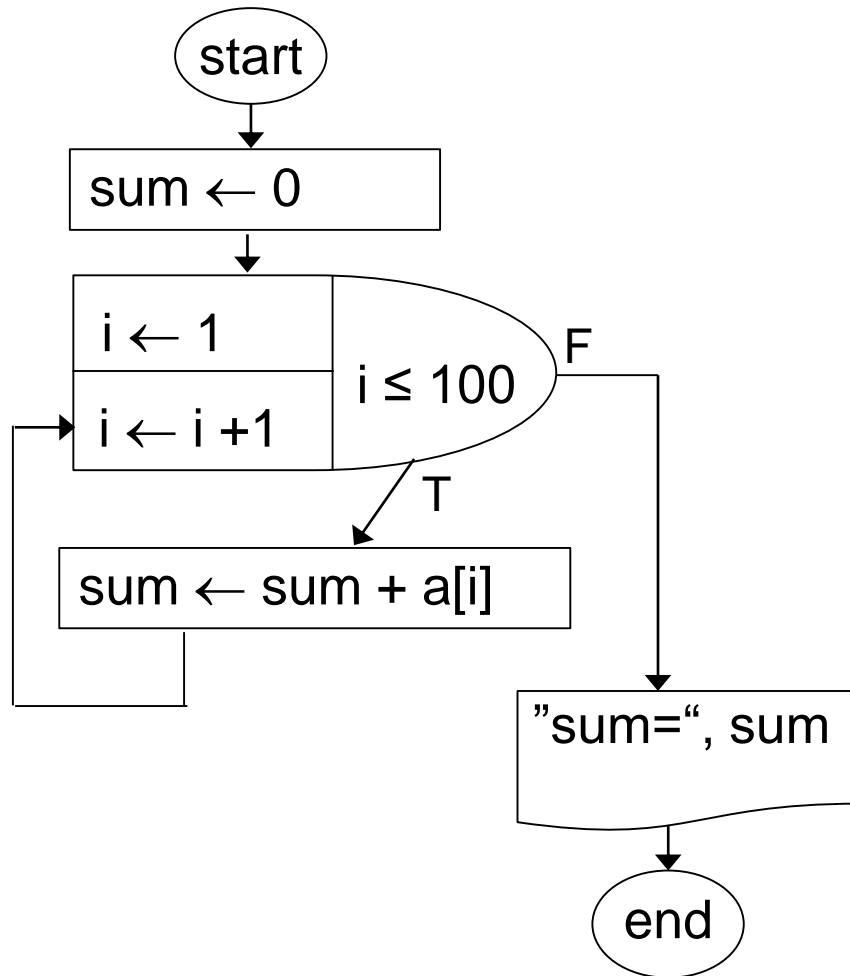 start
sum ← 0
i ← 1
i ← i +1
i ≤ 100
F
T
sum ← sum + a[i]
”sum=“, sum
end